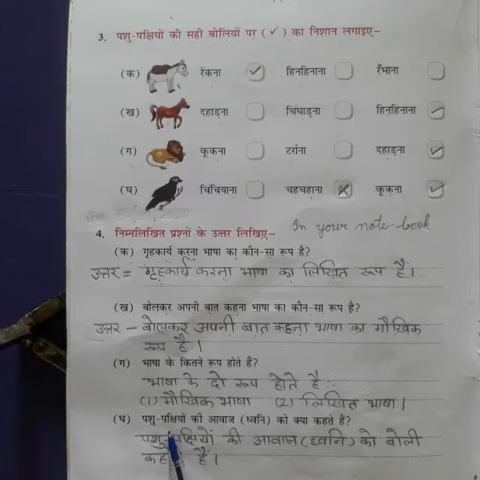 3. पशु-पक्षियों की सही बोलियों पर (✓) का निशान लगाइए–
(क) रेंकना ✓ हिनहिनाना रँभाना
(ख) दहाड़ना चिंघाड़ना हिनहिनाना ✓
(ग) कूकना टर्राना दहाड़ना ✓
(घ) चिंचियाना चहचहाना ✗ कूकना ✓
4. निम्नलिखित प्रश्नों के उत्तर लिखिए– In your note-book
(क) गृहकार्य करना भाषा का कौन-सा रूप है?
उत्तर = गृहकार्य करना भाषा का लिखित रूप है।
(ख) बोलकर अपनी बात कहना भाषा का कौन-सा रूप है?
उत्तर – बोलकर अपनी बात कहना भाषा का मौखिक
रूप है।
(ग) भाषा के कितने रूप होते हैं?
भाषा के दो रूप होते है:
(1) मौखिक भाषा (2) लिखित भाषा।
(घ) पशु-पक्षियों की आवाज (ध्वनि) को क्या कहते हैं?
पशु-पक्षियों की आवाज (ध्वनि) को बोली
हैं।